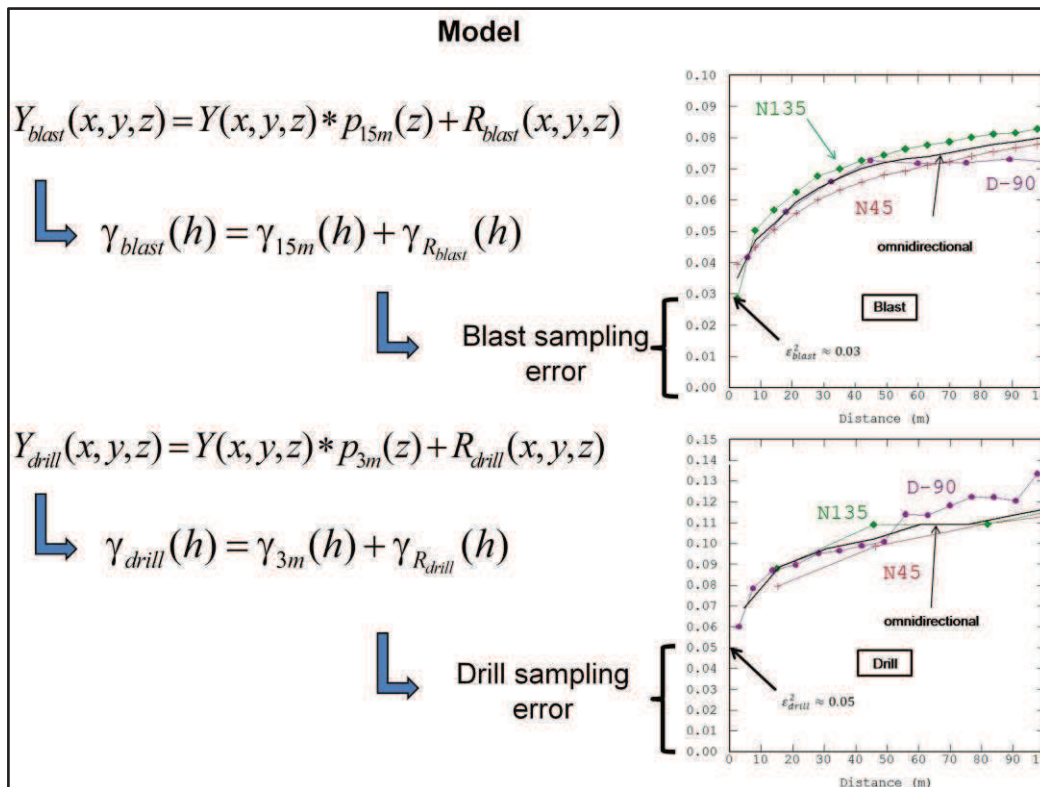 Model
Y_blast(x,y,z) = Y(x,y,z)* p_15m(z) + R_blast(x,y,z)
γ_blast(h) = γ_15m(h) + γ_R_blast(h)
Blast sampling
error
0.10
0.09
0.08
0.07
0.06
0.05
0.04
0.03
0.02
0.01
0.00
N135
D-90
N45
omnidirectional
Blast
ε²_blast ≈ 0.03
0 10 20 30 40 50 60 70 80 90 10
Distance (m)
Y_drill(x,y,z) = Y(x,y,z)* p_3m(z) + R_drill(x,y,z)
γ_drill(h) = γ_3m(h) + γ_R_drill(h)
Drill sampling
error
0.15
0.14
0.13
0.12
0.11
0.10
0.09
0.08
0.07
0.06
0.05
0.04
0.03
0.02
0.01
0.00
D-90
N135
N45
omnidirectional
Drill
ε²_drill ≈ 0.05
0 10 20 30 40 50 60 70 80 90 10
Distance (m)